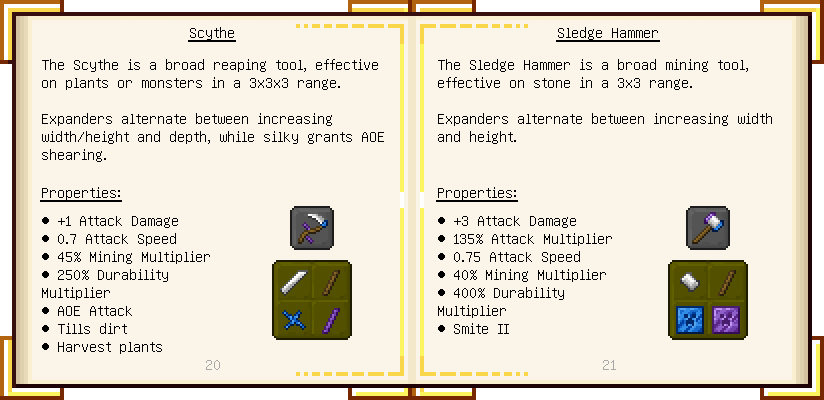 Scythe
The Scythe is a broad reaping tool, effective
on plants or monsters in a 3x3x3 range.
Expanders alternate between increasing
width/height and depth, while silky grants AOE
shearing.
Properties:
● +1 Attack Damage
● 0.7 Attack Speed
● 45% Mining Multiplier
● 250% Durability
Multiplier
● AOE Attack
● Tills dirt
● Harvest plants
20
Sledge Hammer
The Sledge Hammer is a broad mining tool,
effective on stone in a 3x3 range.
Expanders alternate between increasing width
and height.
Properties:
● +3 Attack Damage
● 135% Attack Multiplier
● 0.75 Attack Speed
● 40% Mining Multiplier
● 400% Durability
Multiplier
● Smite II
21